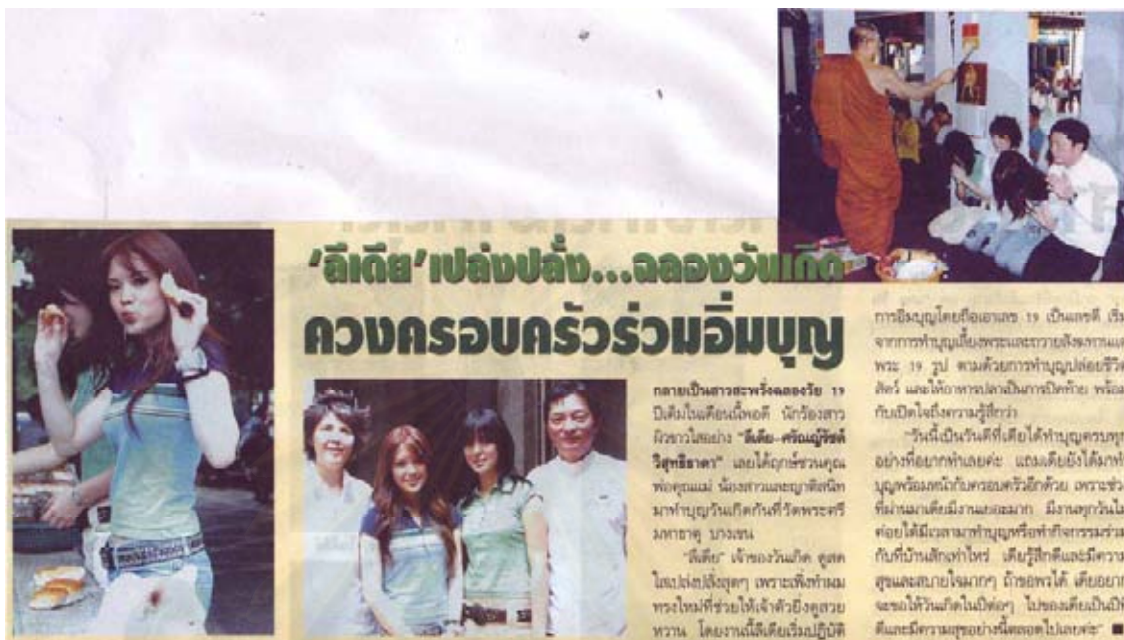 'ลีเดีย'เปล่งปลั่ง...ฉลองวันเกิด
ควงครอบครัวร่วมอิ่มบุญ
กลายเป็นสาวสะพรั่งฉลองวัย 19
ปีเต็มในเดือนนี้พอดี นักร้องสาว
ผิวขาวใสอย่าง "ลีเดีย-ศรัณญ์รัชต์
วิสุทธิธาดา" เลยได้ฤกษ์ชวนคุณ
พ่อคุณแม่ น้องสาวและญาติสนิท
มาทำบุญวันเกิดกันที่วัดพระศรี
มหาธาตุ บางเขน
"ลีเดีย" เจ้าของวันเกิด ดูสด
ใสเปล่งปลั่งสุดๆ เพราะเพิ่งทำผม
ทรงใหม่ที่ช่วยให้เจ้าตัวยิ่งดูสวย
หวาน โดยงานนี้ลีเดียเริ่มปฏิบัติ
การอิ่มบุญโดยถือเอาเลข 19 เป็นเลขดี เริ่ม
จากการทำบุญเลี้ยงพระและถวายสังฆทานแด่
พระ 19 รูป ตามด้วยการทำบุญปล่อยชีวิต
สัตว์ และให้อาหารปลาเป็นการปิดท้าย พร้อม
กับเปิดใจถึงความรู้สึกว่า
"วันนี้เป็นวันดีที่เดียได้ทำบุญครบทุก
อย่างที่อยากทำเลยค่ะ แถมเดียยังได้มาทำ
บุญพร้อมหน้ากับครอบครัวอีกด้วย เพราะช่วง
ที่ผ่านมาเดียมีงานเยอะมาก มีงานทุกวันไม่
ค่อยได้มีเวลามาทำบุญหรือทำกิจกรรมร่วม
กับที่บ้านสักเท่าไหร่ เดียรู้สึกดีและมีความ
สุขและสบายใจมากๆ ถ้าขอพรได้ เดียอยาก
จะขอให้วันเกิดในปีต่อๆ ไปของเดียเป็นปีที่
ดีและมีความสุขอย่างนี้ตลอดไปเลยค่ะ" ■